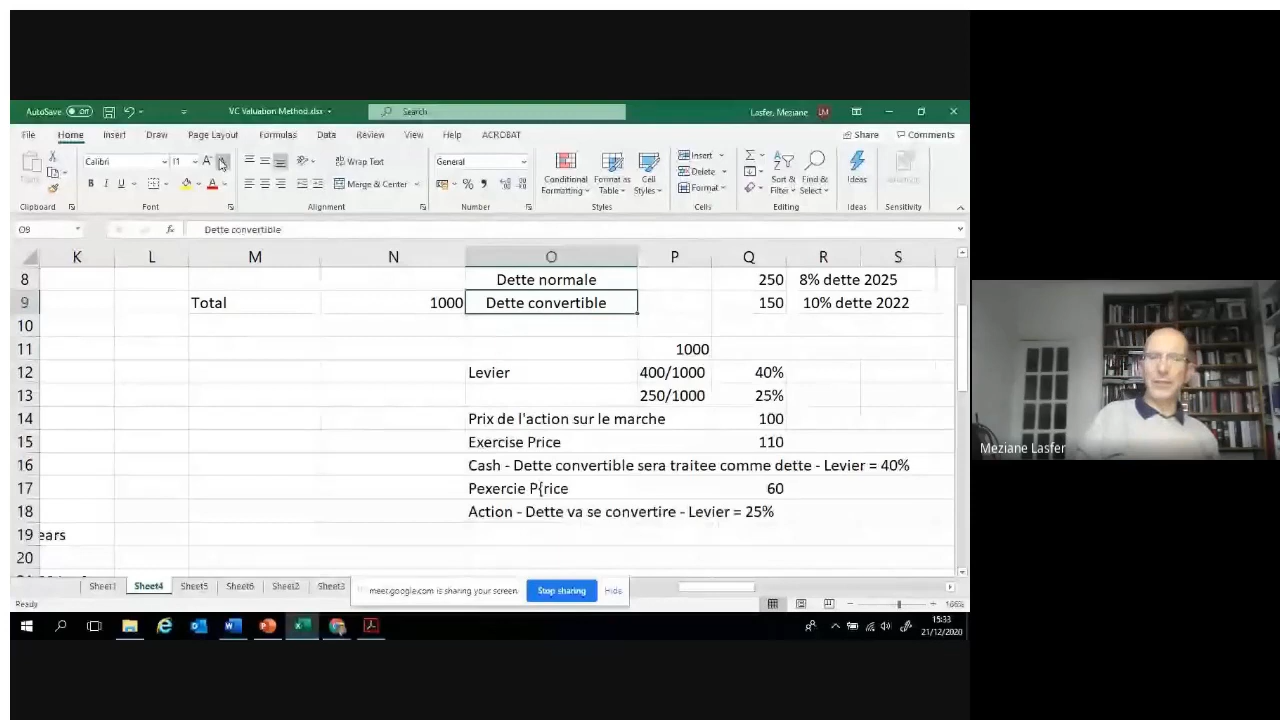 AutoSave Off VC Valuation Method.xlsx Search Lasfer, Meziane LM
File Home Insert Draw Page Layout Formulas Data Review View Help ACROBAT Share Comments
Calibri 11 Wrap Text General Insert
Merge & Center Conditional Formatting Format as Table Cell Styles Delete Format Sort & Filter Find & Select Ideas
Clipboard Font Alignment Number Styles Cells Editing Ideas Sensitivity
O9 fx Dette convertible
K L M N O P Q R S
8 Dette normale 250 8% dette 2025
9 Total 1000 Dette convertible 150 10% dette 2022
10
11 1000
12 Levier 400/1000 40%
13 250/1000 25%
14 Prix de l'action sur le marche 100
15 Exercise Price 110
16 Cash - Dette convertible sera traitee comme dette - Levier = 40%
17 Pexercie P{rice 60
18 Action - Dette va se convertire - Levier = 25%
19 ears
20
Sheet1 Sheet4 Sheet5 Sheet6 Sheet2 Sheet3
meet.google.com is sharing your screen. Stop sharing Hide
Ready 166%
15:33
21/12/2020
Meziane Lasfer